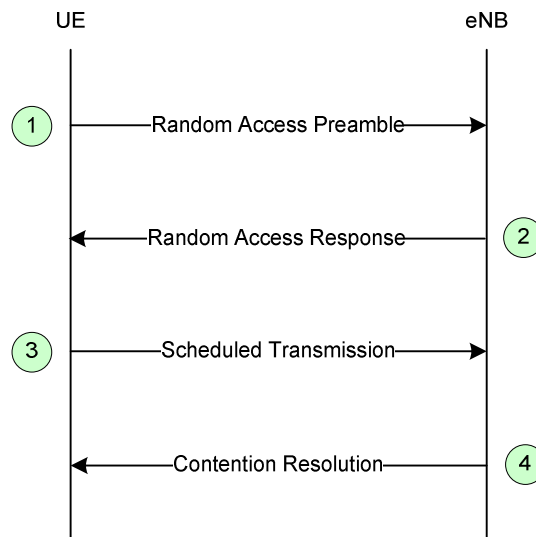 UE eNB
1 Random Access Preamble
Random Access Response 2
3 Scheduled Transmission
Contention Resolution 4